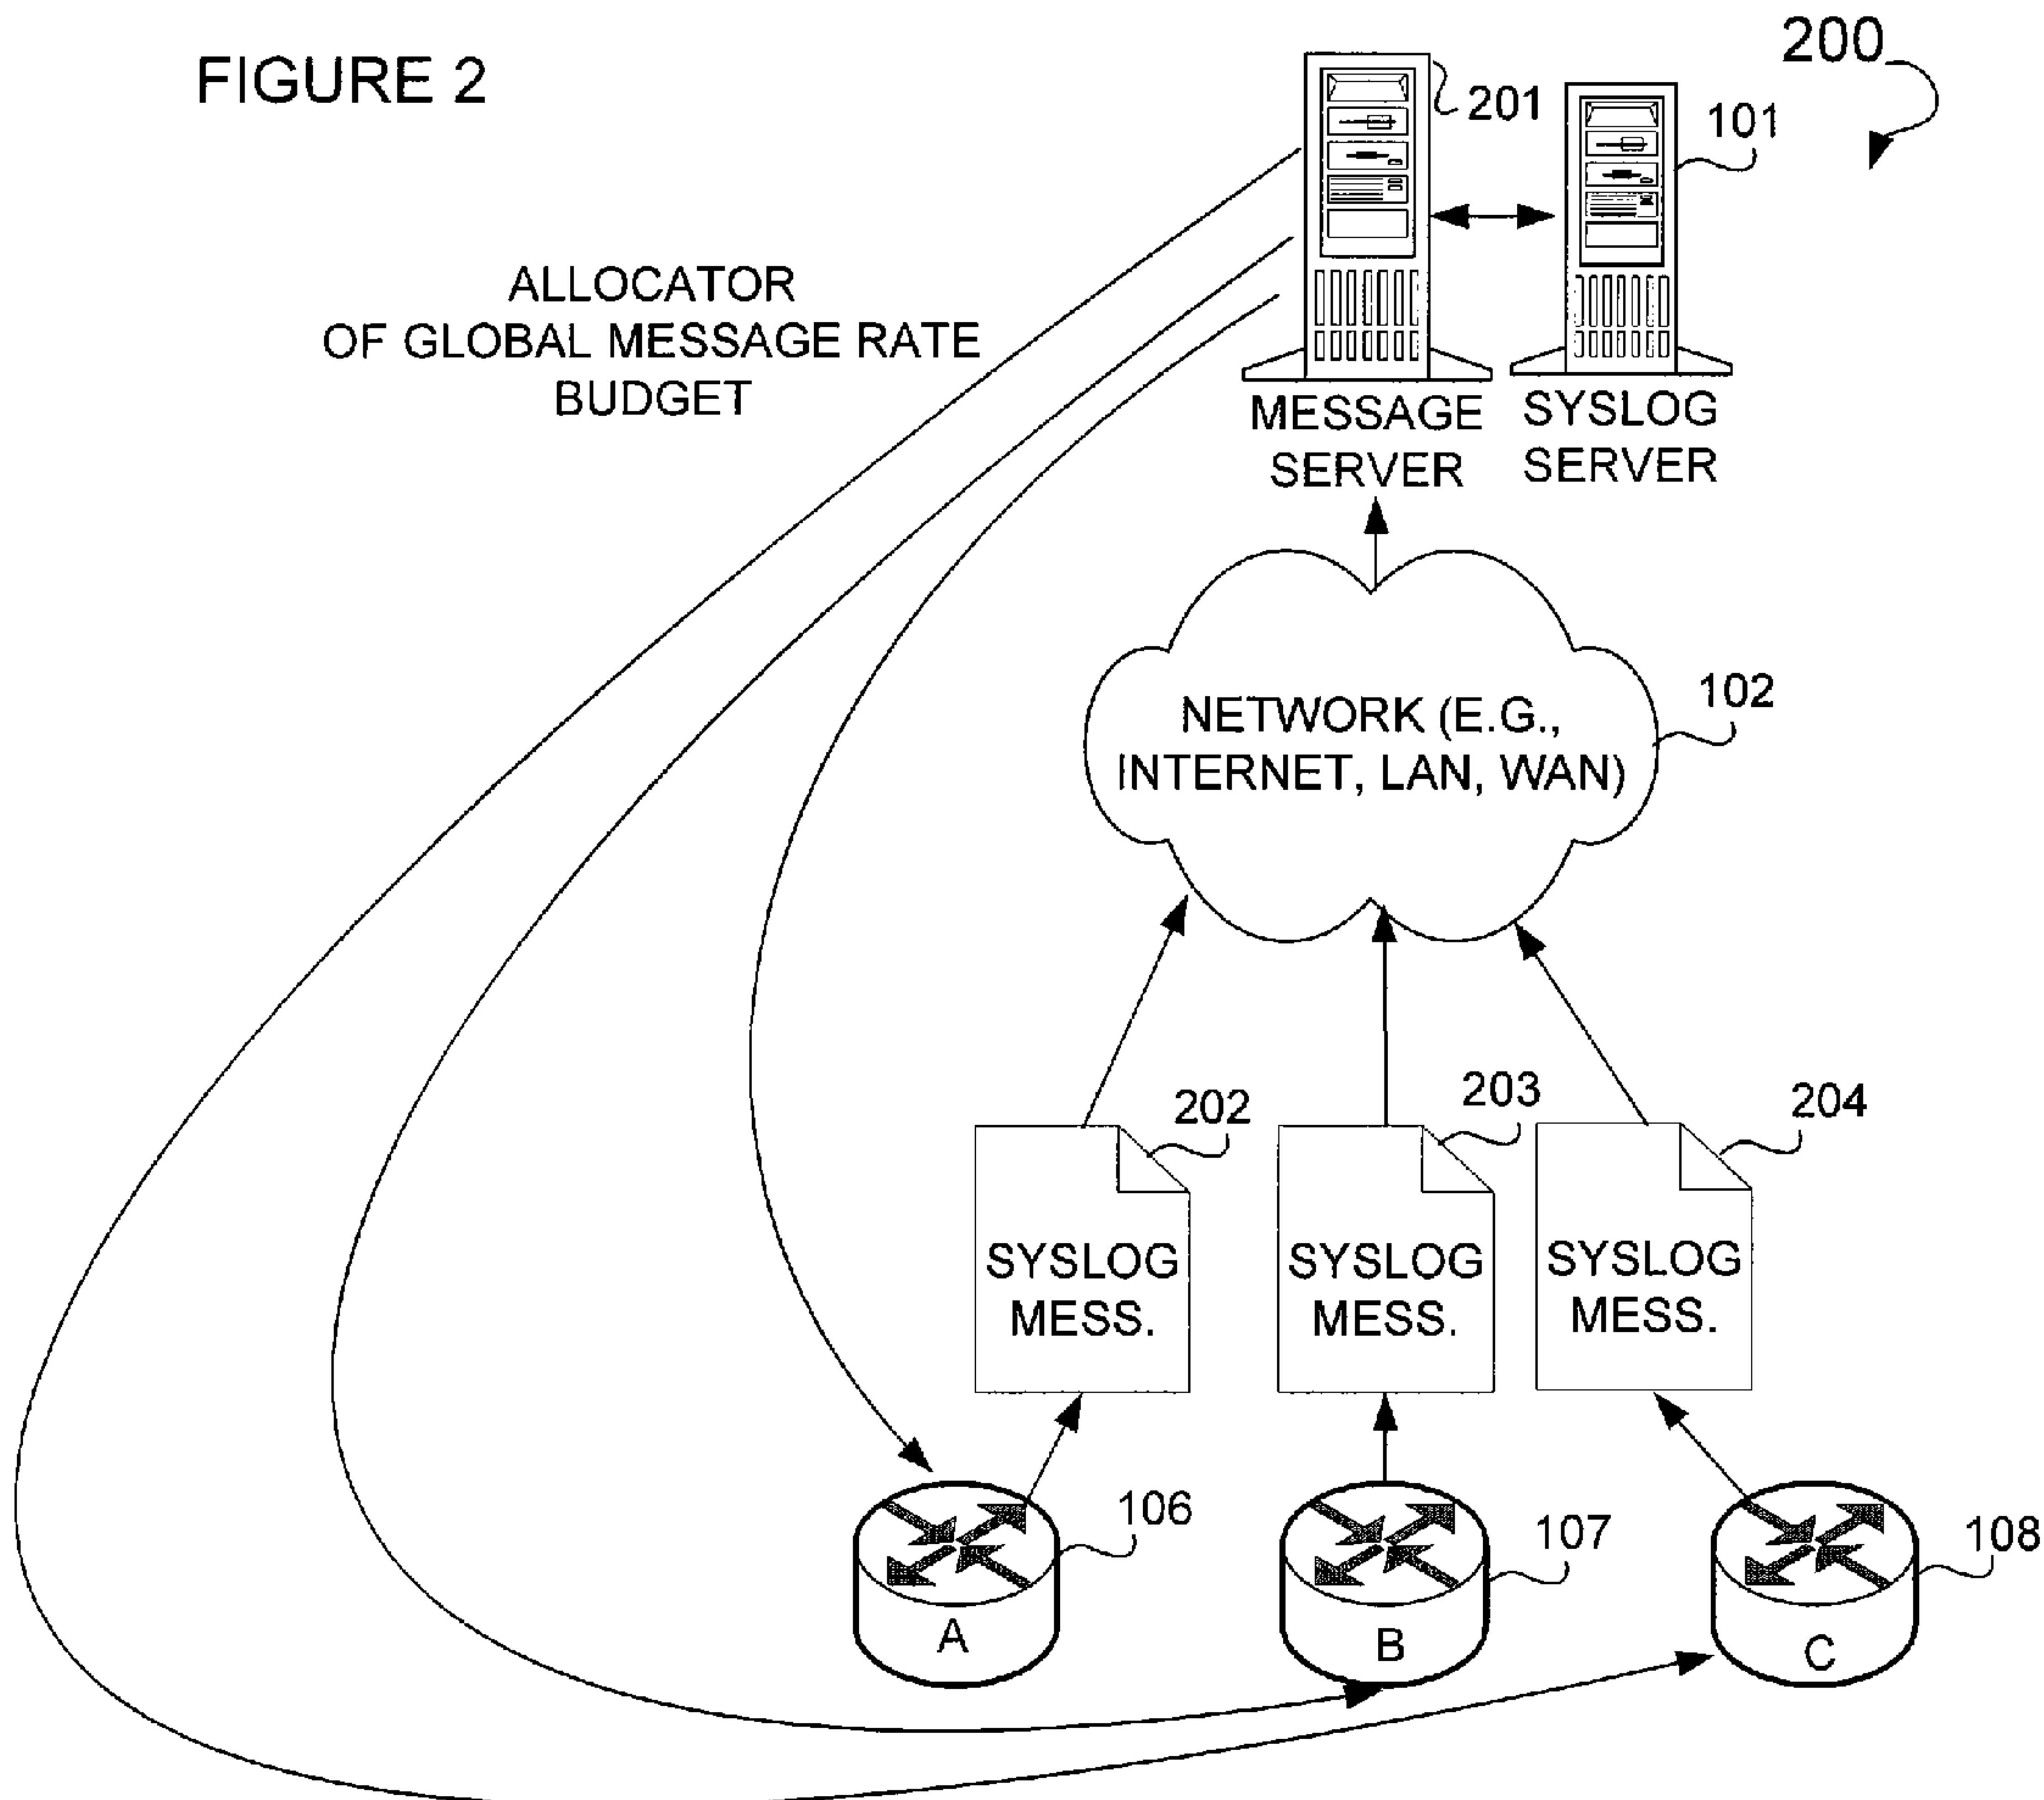 FIGURE 2
200
201
101
ALLOCATOR
OF GLOBAL MESSAGE RATE
BUDGET
MESSAGE
SERVER
SYSLOG
SERVER
102
NETWORK (E.G.,
INTERNET, LAN, WAN)
202
203
204
SYSLOG
MESS.
SYSLOG
MESS.
SYSLOG
MESS.
106
107
108
A
B
C